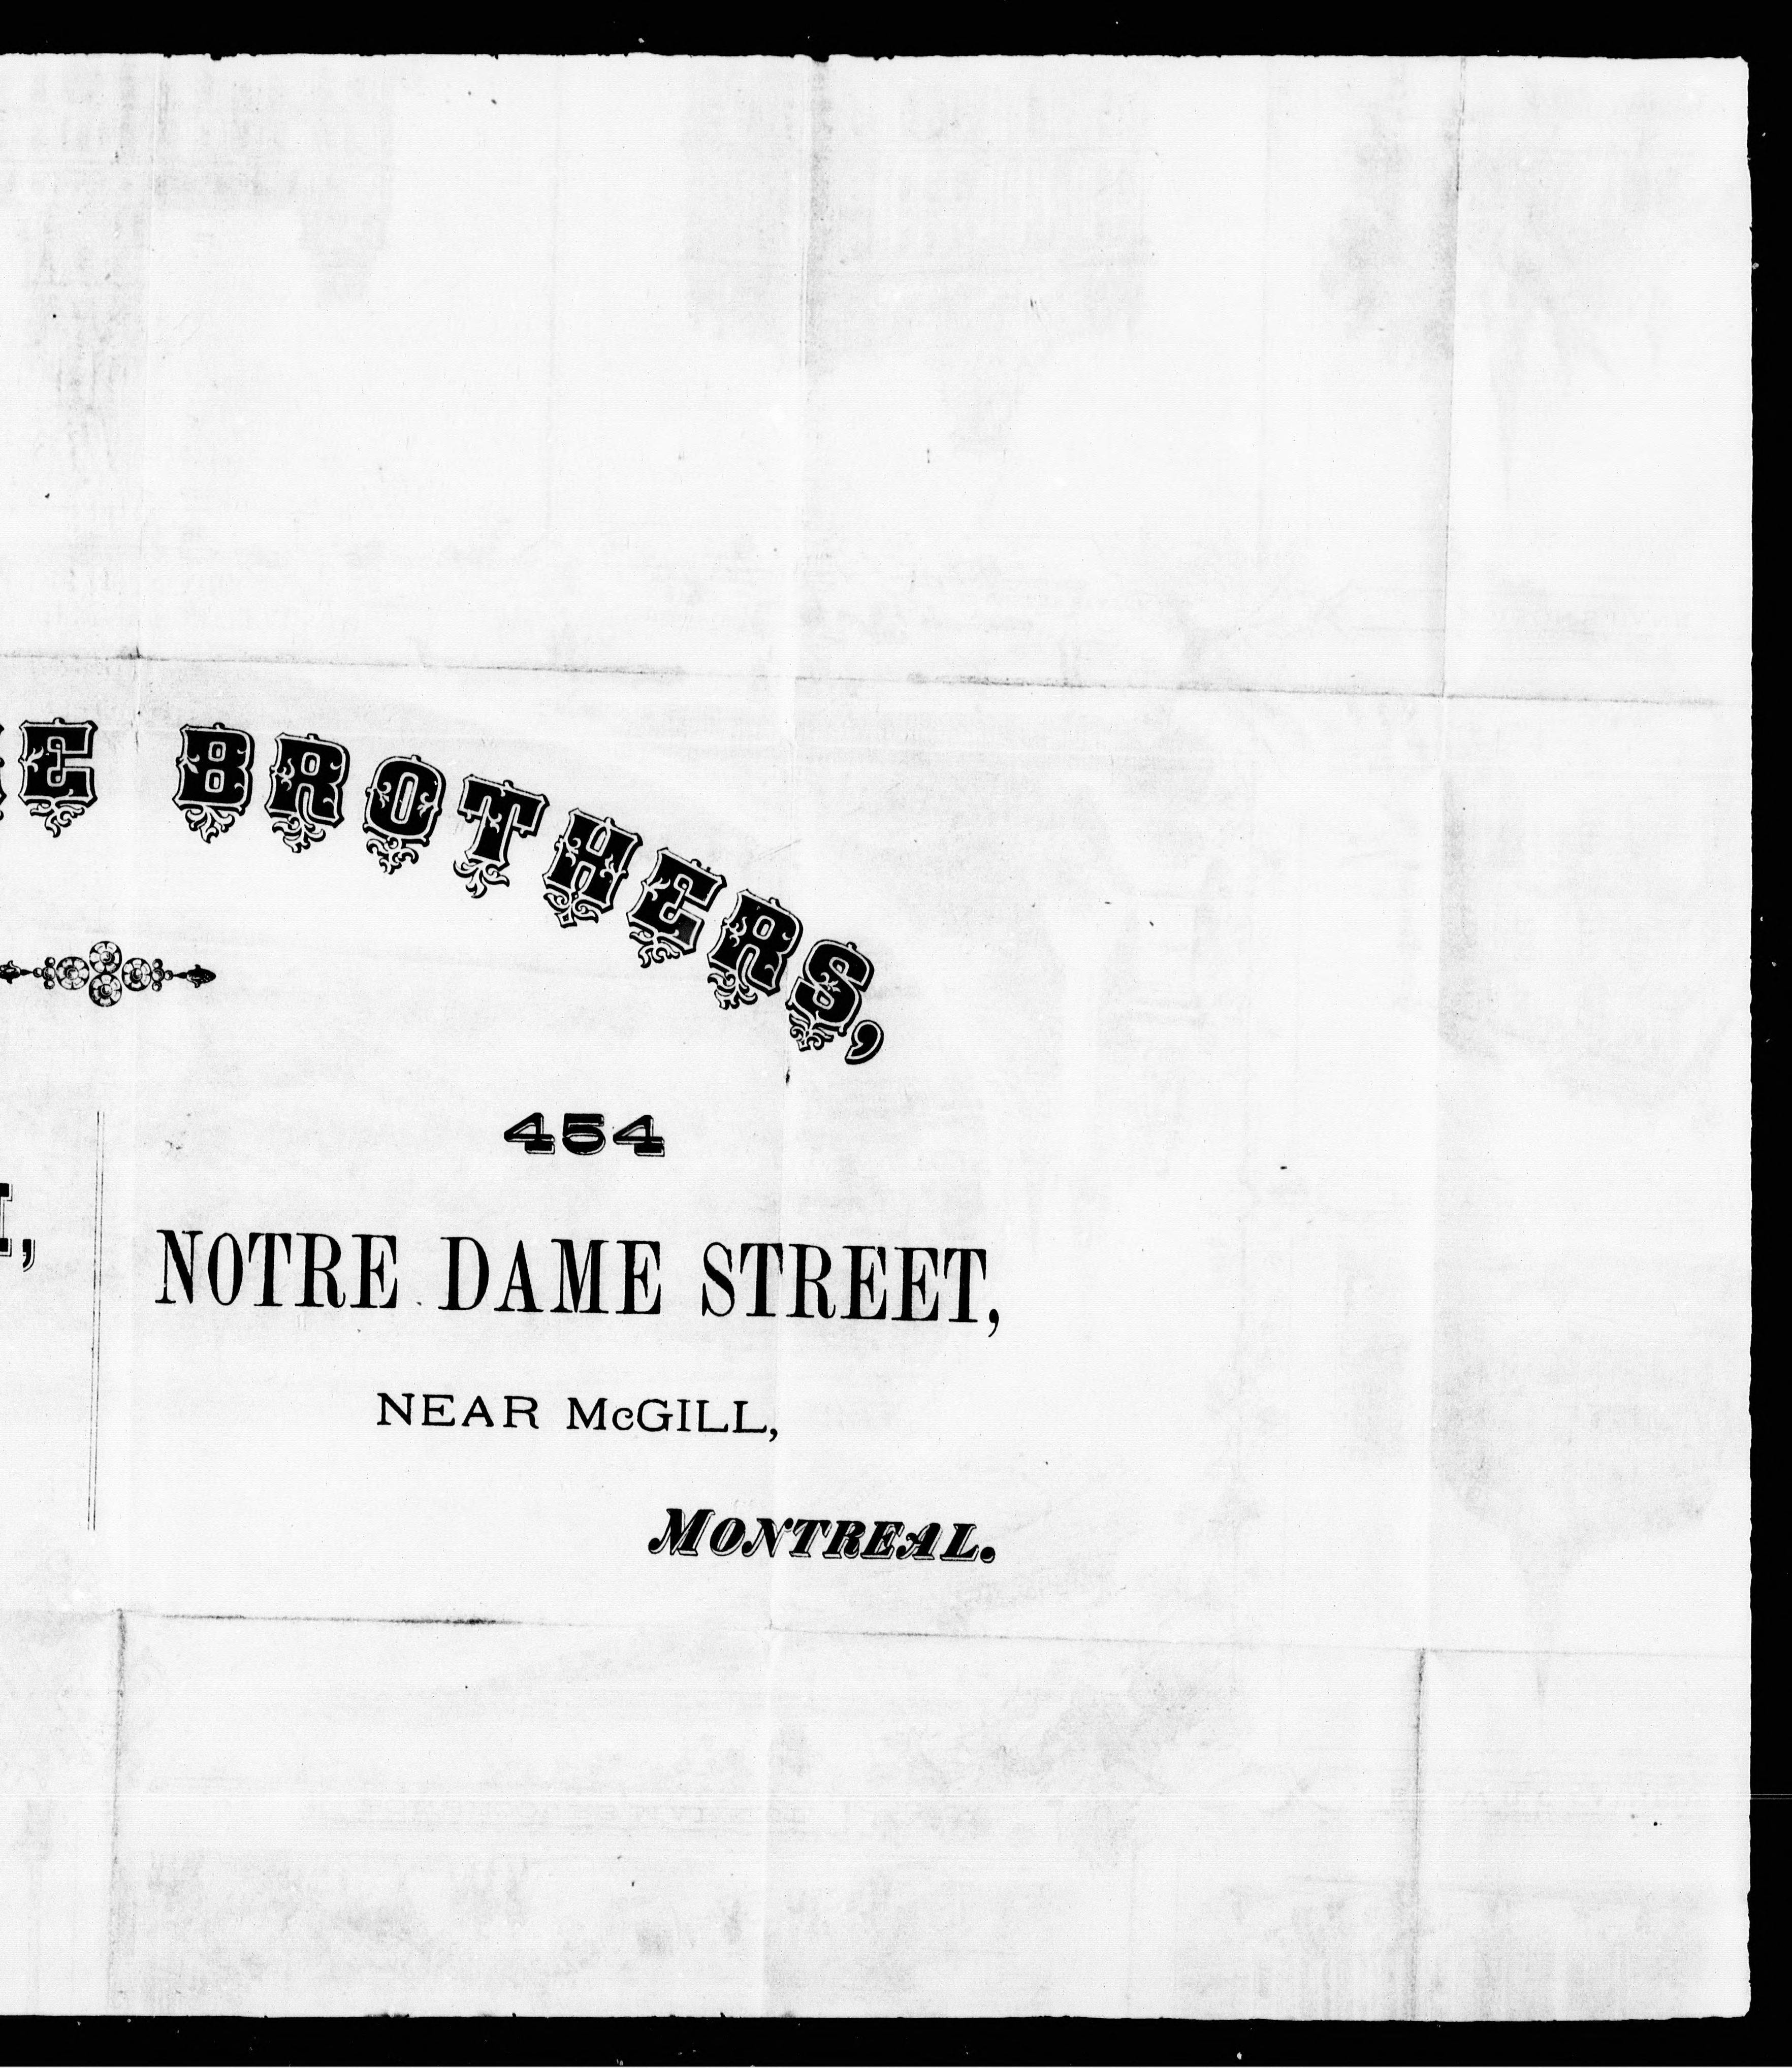 E BROTHERS,
454
NOTRE DAME STREET,
NEAR McGILL,
MONTREAL.